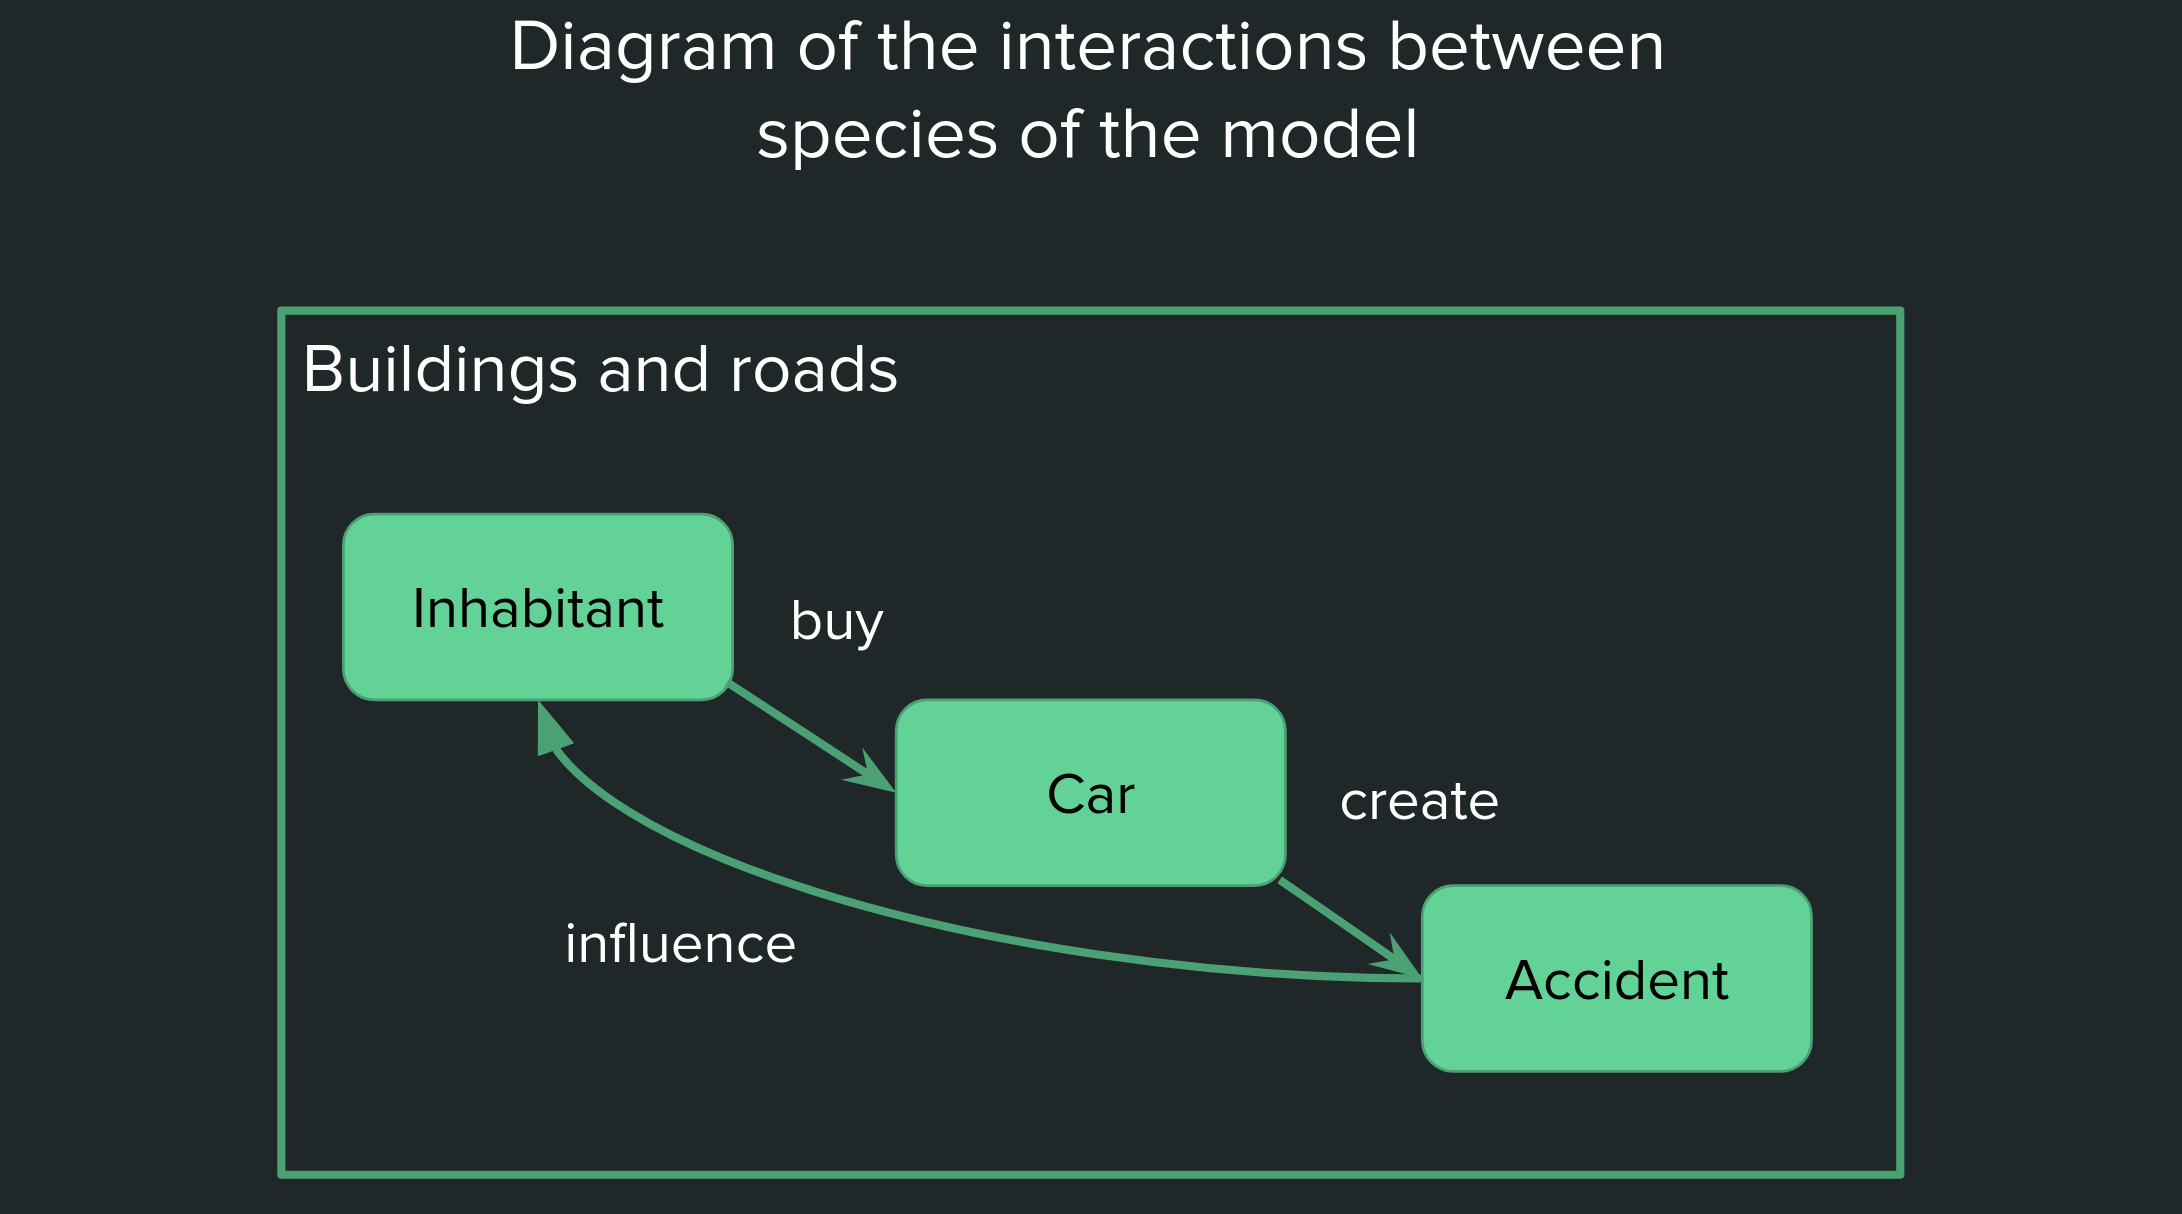 Diagram of the interactions between
species of the model
Buildings and roads
Inhabitant
buy
Car
create
influence
Accident